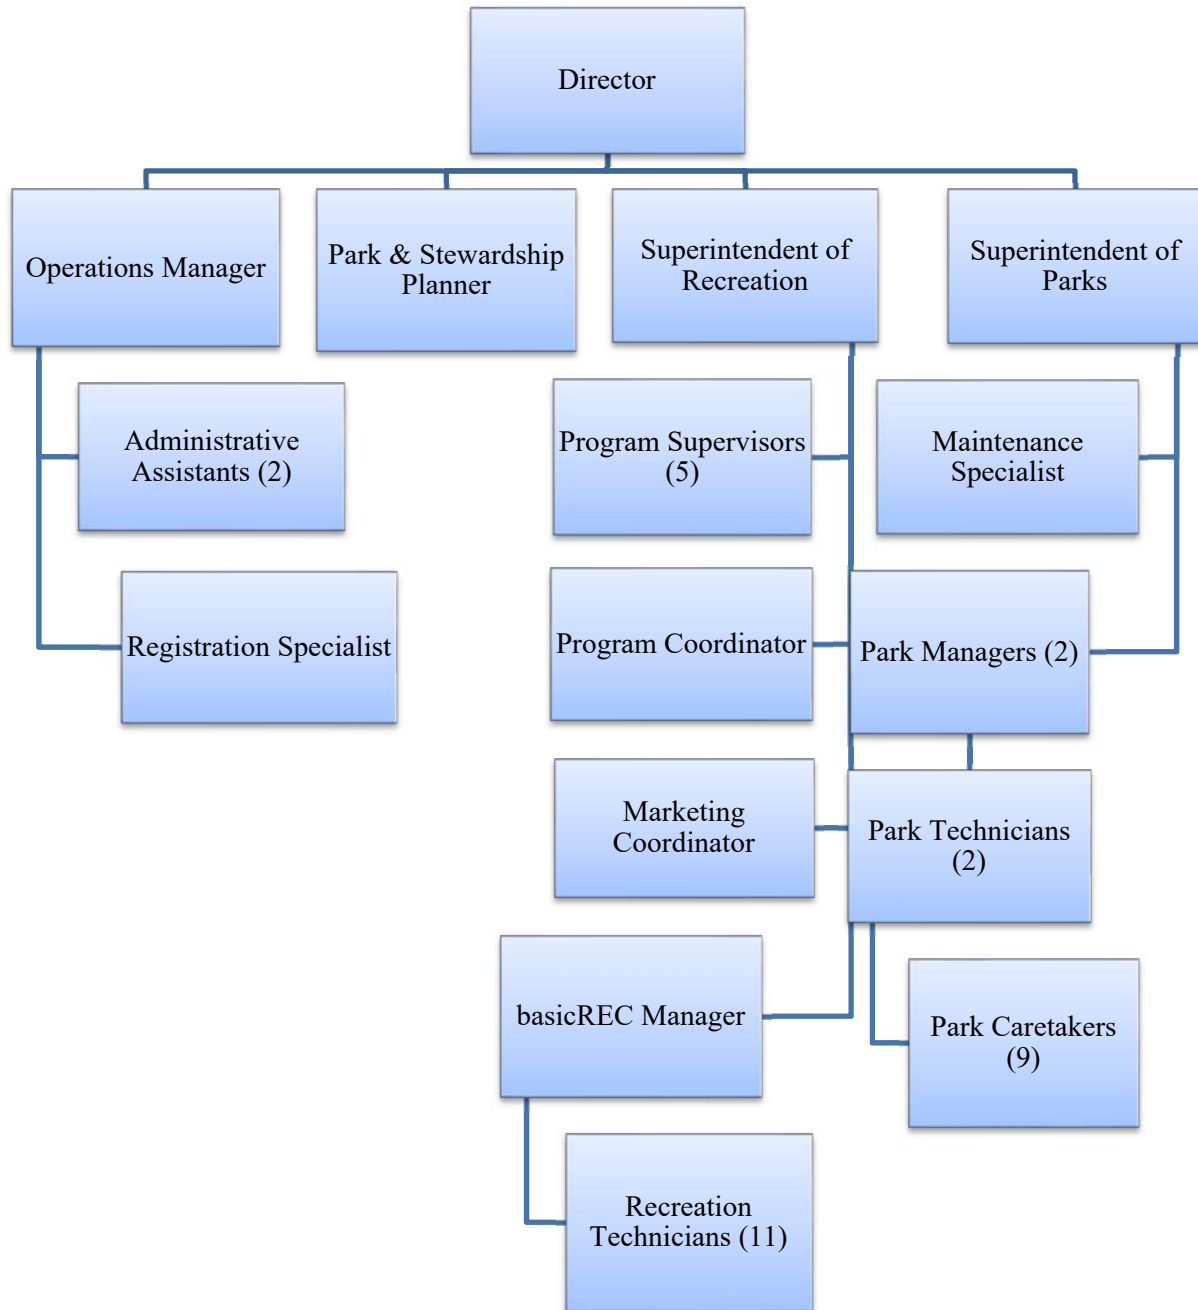 Director
Operations Manager
Park & Stewardship
Planner
Superintendent of
Recreation
Superintendent of
Parks
Administrative
Assistants (2)
Program Supervisors
(5)
Maintenance
Specialist
Registration Specialist
Program Coordinator
Park Managers (2)
Marketing
Coordinator
Park Technicians
(2)
basicREC Manager
Park Caretakers
(9)
Recreation
Technicians (11)